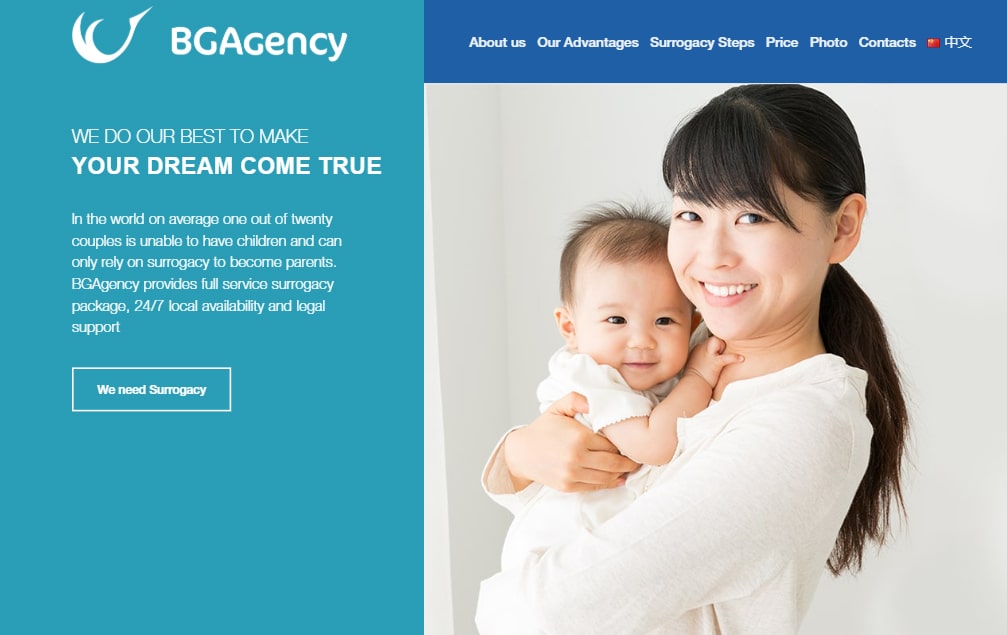 BGAgency
About us Our Advantages Surrogacy Steps Price Photo Contacts 中文
WE DO OUR BEST TO MAKE
YOUR DREAM COME TRUE
In the world on average one out of twenty
couples is unable to have children and can
only rely on surrogacy to become parents.
BGAgency provides full service surrogacy
package, 24/7 local availability and legal
support
We need Surrogacy